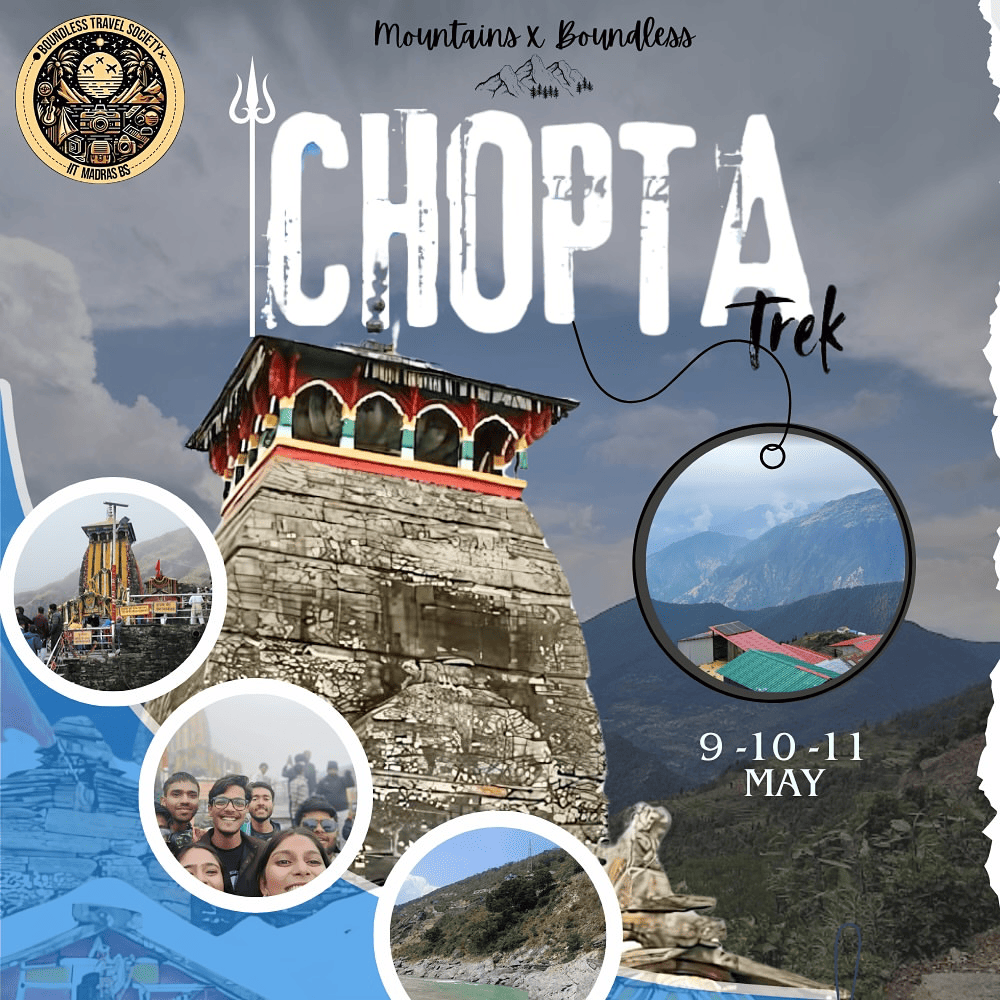 BOUNDLESS TRAVEL SOCIETY
IIT MADRAS BS
Mountains x Boundless
CHOPTA
Trek
9 -10 -11
MAY